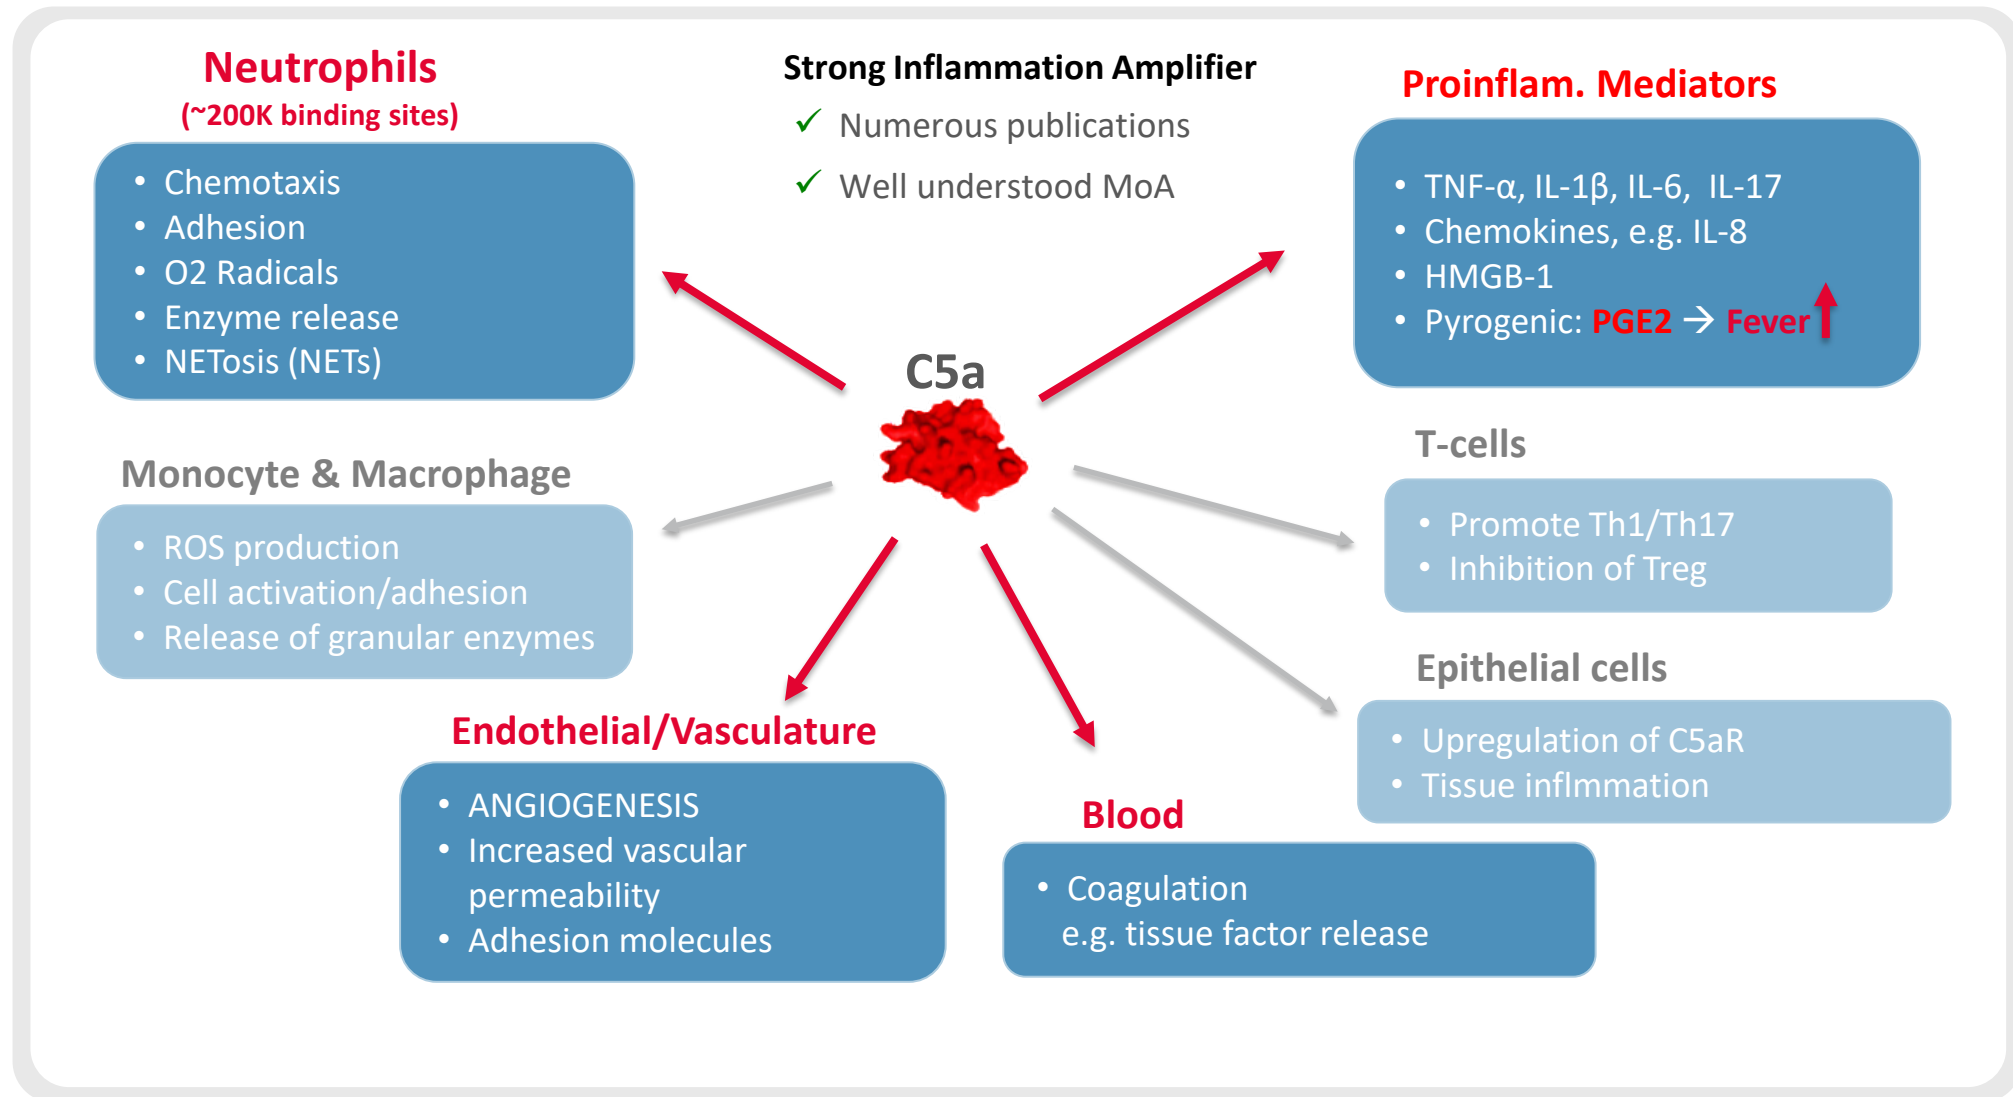 Neutrophils
(~200K binding sites)
• Chemotaxis
• Adhesion
• O2 Radicals
• Enzyme release
• NETosis (NETs)
Strong Inflammation Amplifier
✓ Numerous publications
✓ Well understood MoA
Proinflam. Mediators
• TNF-α, IL-1β, IL-6, IL-17
• Chemokines, e.g. IL-8
• HMGB-1
• Pyrogenic: PGE2 → Fever
C5a
Monocyte & Macrophage
• ROS production
• Cell activation/adhesion
• Release of granular enzymes
T-cells
• Promote Th1/Th17
• Inhibition of Treg
Epithelial cells
• Upregulation of C5aR
• Tissue inflmmation
Endothelial/Vasculature
• ANGIOGENESIS
• Increased vascular
permeability
• Adhesion molecules
Blood
• Coagulation
e.g. tissue factor release